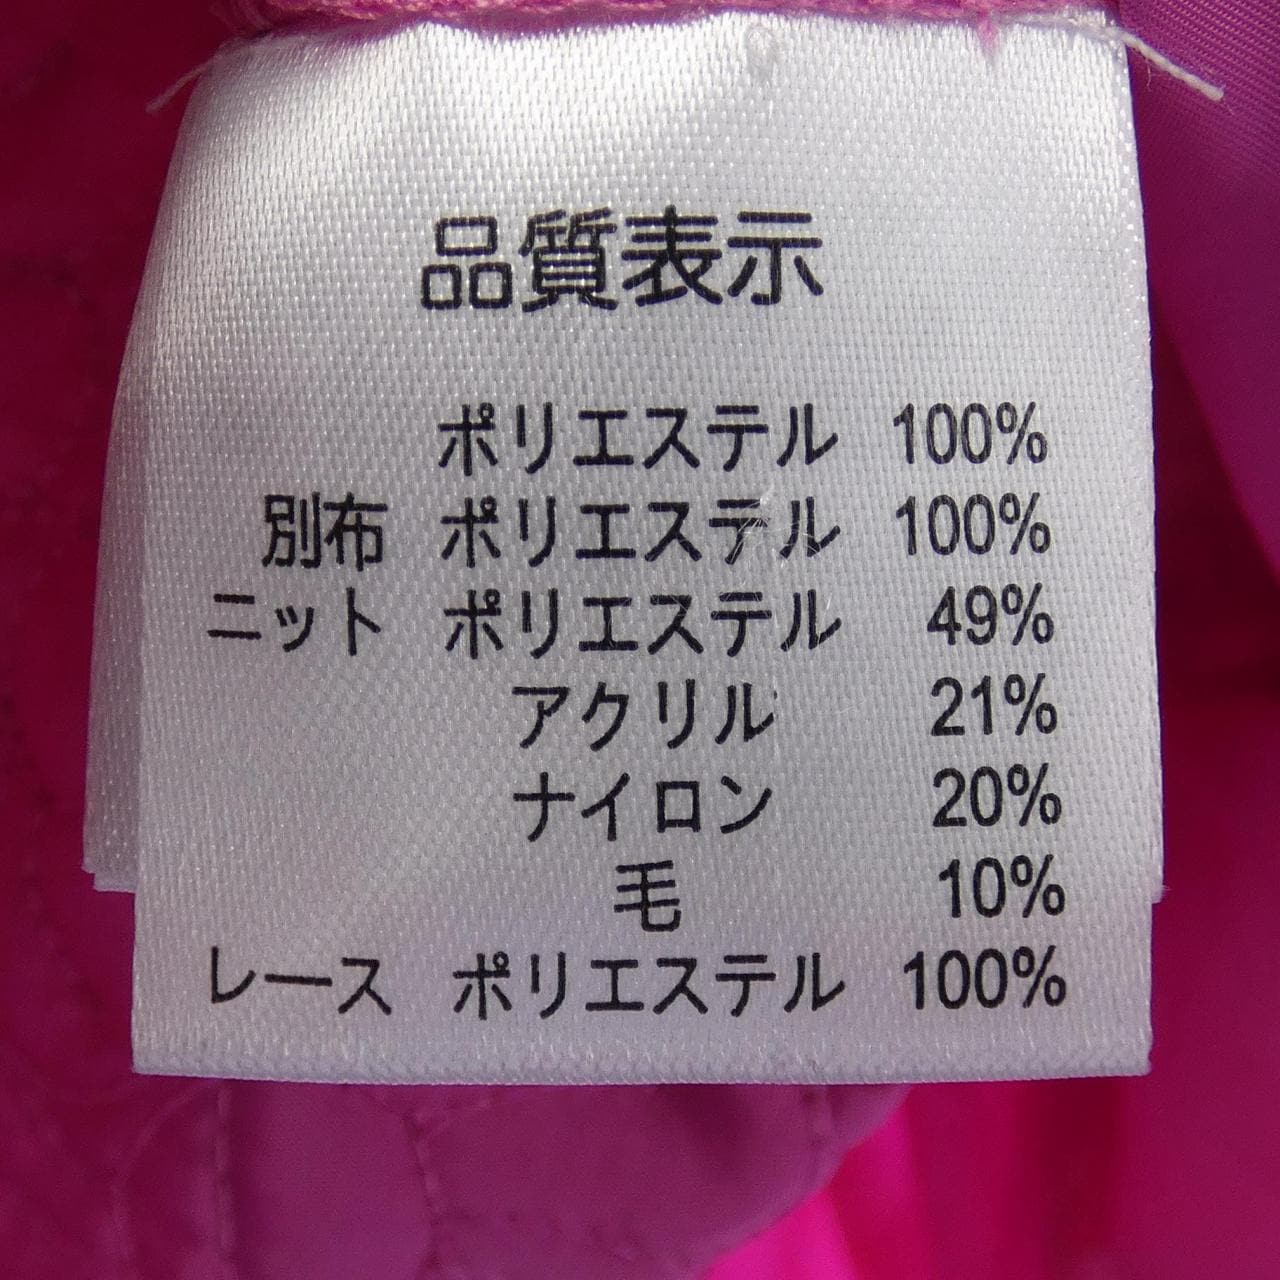 品質表示
ポリエステル 100%
別布 ポリエステル 100%
ニット ポリエステル 49%
アクリル 21%
ナイロン 20%
毛 10%
レース ポリエステル 100%